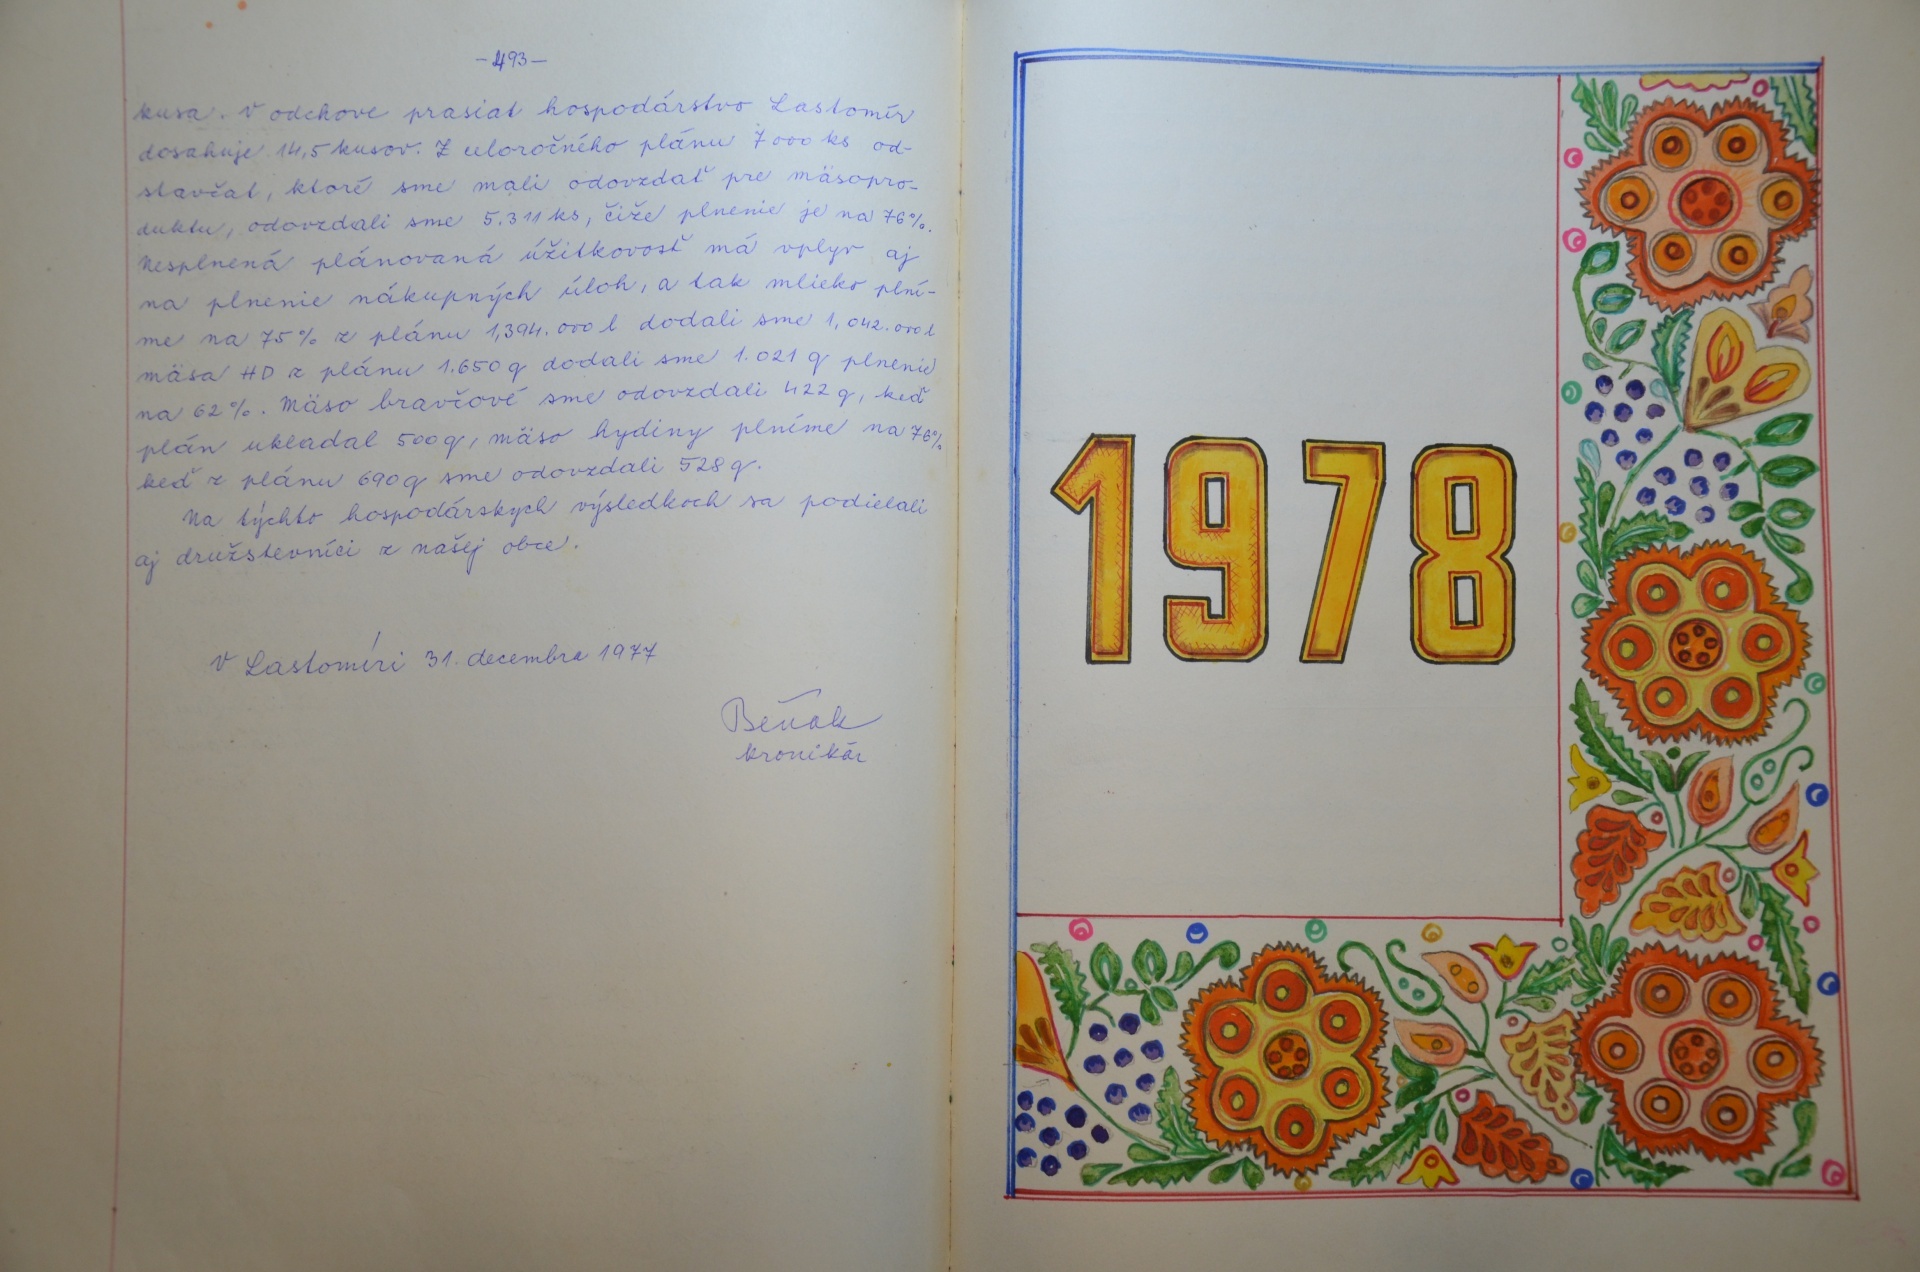 -493-
kusa. V odchove prasiat hospodárstvo Lastomír
dosahuje 14,5 kusov. Z celoročného plánu 7000 ks od-
stavčat, ktoré sme mali odovzdať pre mäsopro-
duktu, odovzdali sme 5.311 ks, čiže plnenie je na 76%.
Nesplnená plánovaná úžitkovosť má vplyv aj
na plnenie nákupných úloh, a tak mlieko plní-
me na 75% z plánu 1,394.000 l dodali sme 1,042.000 l
mäsa HD z plánu 1.650 q dodali sme 1.021 q plnenie
na 62%. Mäso bravčové sme odovzdali 422 q, keď
plán ukladal 500 q, mäso hydiny plníme na 76%
keď z plánu 690 q sme odovzdali 528 q.
Na týchto hospodárskych výsledkoch sa podielali
aj družstevníci z našej obce.
V Lastomíri 31. decembra 1977
Beňak
kronikár
1978